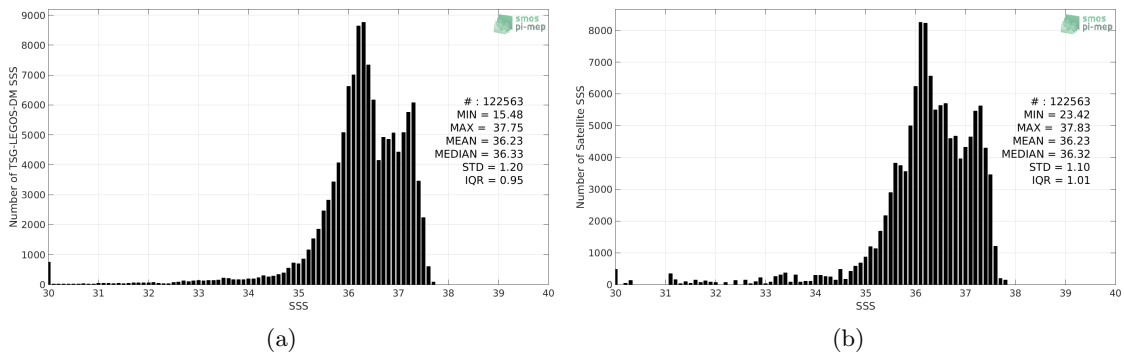 smos
pi-mep
Number of TSG-LEGOS-DM SSS
9000
8000
7000
6000
5000
4000
3000
2000
1000
0
# : 122563
MIN = 15.48
MAX = 37.75
MEAN = 36.23
MEDIAN = 36.33
STD = 1.20
IQR = 0.95
30 31 32 33 34 35 36 37 38 39 40
SSS
(a)
smos
pi-mep
Number of Satellite SSS
8000
7000
6000
5000
4000
3000
2000
1000
0
# : 122563
MIN = 23.42
MAX = 37.83
MEAN = 36.23
MEDIAN = 36.32
STD = 1.10
IQR = 1.01
30 31 32 33 34 35 36 37 38 39 40
SSS
(b)